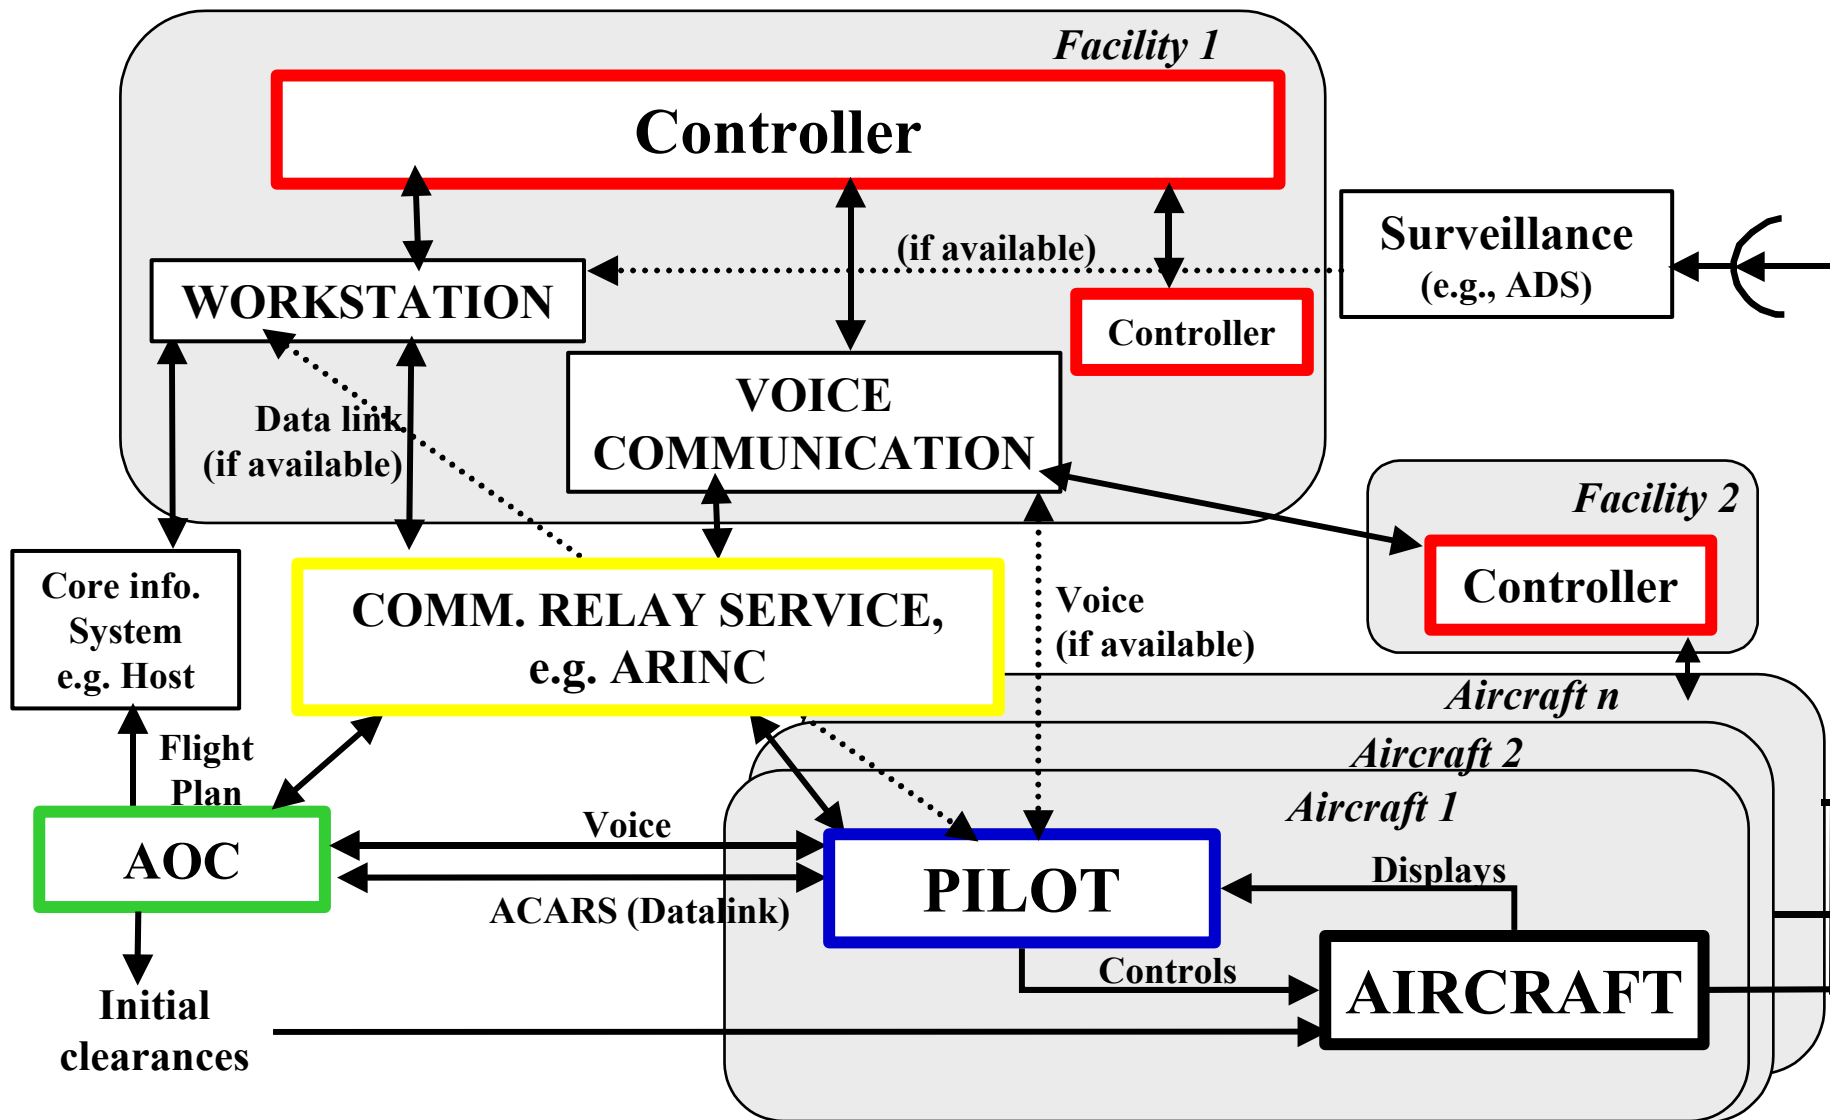 Facility 1
Controller
(if available)
Surveillance
(e.g., ADS)
WORKSTATION
Controller
VOICE
COMMUNICATION
Data link
(if available)
Facility 2
Controller
Core info.
System
e.g. Host
COMM. RELAY SERVICE,
e.g. ARINC
Voice
(if available)
Aircraft n
Flight
Plan
Aircraft 2
Aircraft 1
Voice
AOC
PILOT
Displays
ACARS (Datalink)
Controls
AIRCRAFT
Initial
clearances